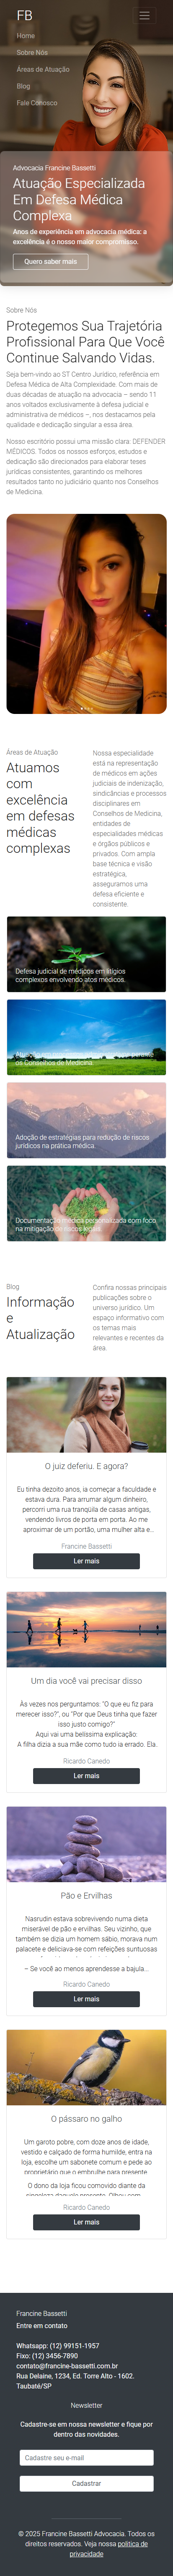 FB
Home
Sobre Nós
Áreas de Atuação
Blog
Fale Conosco
Advocacia Francine Bassetti
Atuação Especializada
Em Defesa Médica
Complexa
Anos de experiência em advocacia médica: a
excelência é o nosso maior compromisso.
Quero saber mais
Sobre Nós
Protegemos Sua Trajetória
Profissional Para Que Você
Continue Salvando Vidas.
Seja bem-vindo ao ST Centro Jurídico, referência em
Defesa Médica de Alta Complexidade. Com mais de
duas décadas de atuação na advocacia – sendo 11
anos voltados exclusivamente à defesa judicial e
administrativa de médicos –, nos destacamos pela
qualidade e dedicação singular a essa área.
Nosso escritório possui uma missão clara: DEFENDER
MÉDICOS. Todos os nossos esforços, estudos e
dedicação são direcionados para elaborar teses
jurídicas consistentes, garantindo os melhores
resultados tanto no judiciário quanto nos Conselhos
de Medicina.
Áreas de Atuação
Atuamos
com
excelência
em defesas
médicas
complexas
Nossa especialidade
está na representação
de médicos em ações
judiciais de indenização,
sindicâncias e processos
disciplinares em
Conselhos de Medicina,
entidades de
especialidades médicas
e órgãos públicos e
privados. Com ampla
base técnica e visão
estratégica,
asseguramos uma
defesa eficiente e
consistente.
Defesa judicial de médicos em litígios
complexos envolvendo atos médicos.
os Conselhos de Medicina.
Adoção de estratégias para redução de riscos
jurídicos na prática médica.
Documentação médica personalizada com foco
na mitigação de riscos legais.
Blog
Informação
e
Atualização
Confira nossas principais
publicações sobre o
universo jurídico. Um
espaço informativo com
os temas mais
relevantes e recentes da
área.
O juiz deferiu. E agora?
Eu tinha dezoito anos, ia começar a faculdade e
estava dura. Para arrumar algum dinheiro,
percorri uma rua tranquila de casas antigas,
vendendo livros de porta em porta. Ao me
aproximar de um portão, uma mulher alta e...
Francine Bassetti
Ler mais
Um dia você vai precisar disso
Às vezes nos perguntamos: "O que eu fiz para
merecer isso?", ou "Por que Deus tinha que fazer
isso justo comigo?"
Aqui vai uma belíssima explicação:
A filha dizia a sua mãe como tudo ia errado. Ela...
Ricardo Canedo
Ler mais
Pão e Ervilhas
Nasrudin estava sobrevivendo numa dieta
miserável de pão e ervilhas. Seu vizinho, que
também se dizia um homem sábio, morava num
palacete e deliciava-se com refeições suntuosas
– Se você ao menos aprendesse a bajula...
Ricardo Canedo
Ler mais
O pássaro no galho
Um garoto pobre, com doze anos de idade,
vestido e calçado de forma humilde, entra na
loja, escolhe um sabonete comum e pede ao
proprietário que o embrulhe para presente.
O dono da loja ficou comovido diante da
singeleza daquele presente. Olhou com
Ricardo Canedo
Ler mais
Francine Bassetti
Entre em contato
Whatsapp: (12) 99151-1957
Fixo: (12) 3456-7890
contato@francine-bassetti.com.br
Rua Delaine, 1234, Ed. Torre Alto - 1602.
Taubaté/SP
Newsletter
Cadastre-se em nossa newsletter e fique por
dentro das novidades.
Cadastre seu e-mail
Cadastrar
© 2025 Francine Bassetti Advocacia. Todos os
direitos reservados. Veja nossa política de
privacidade